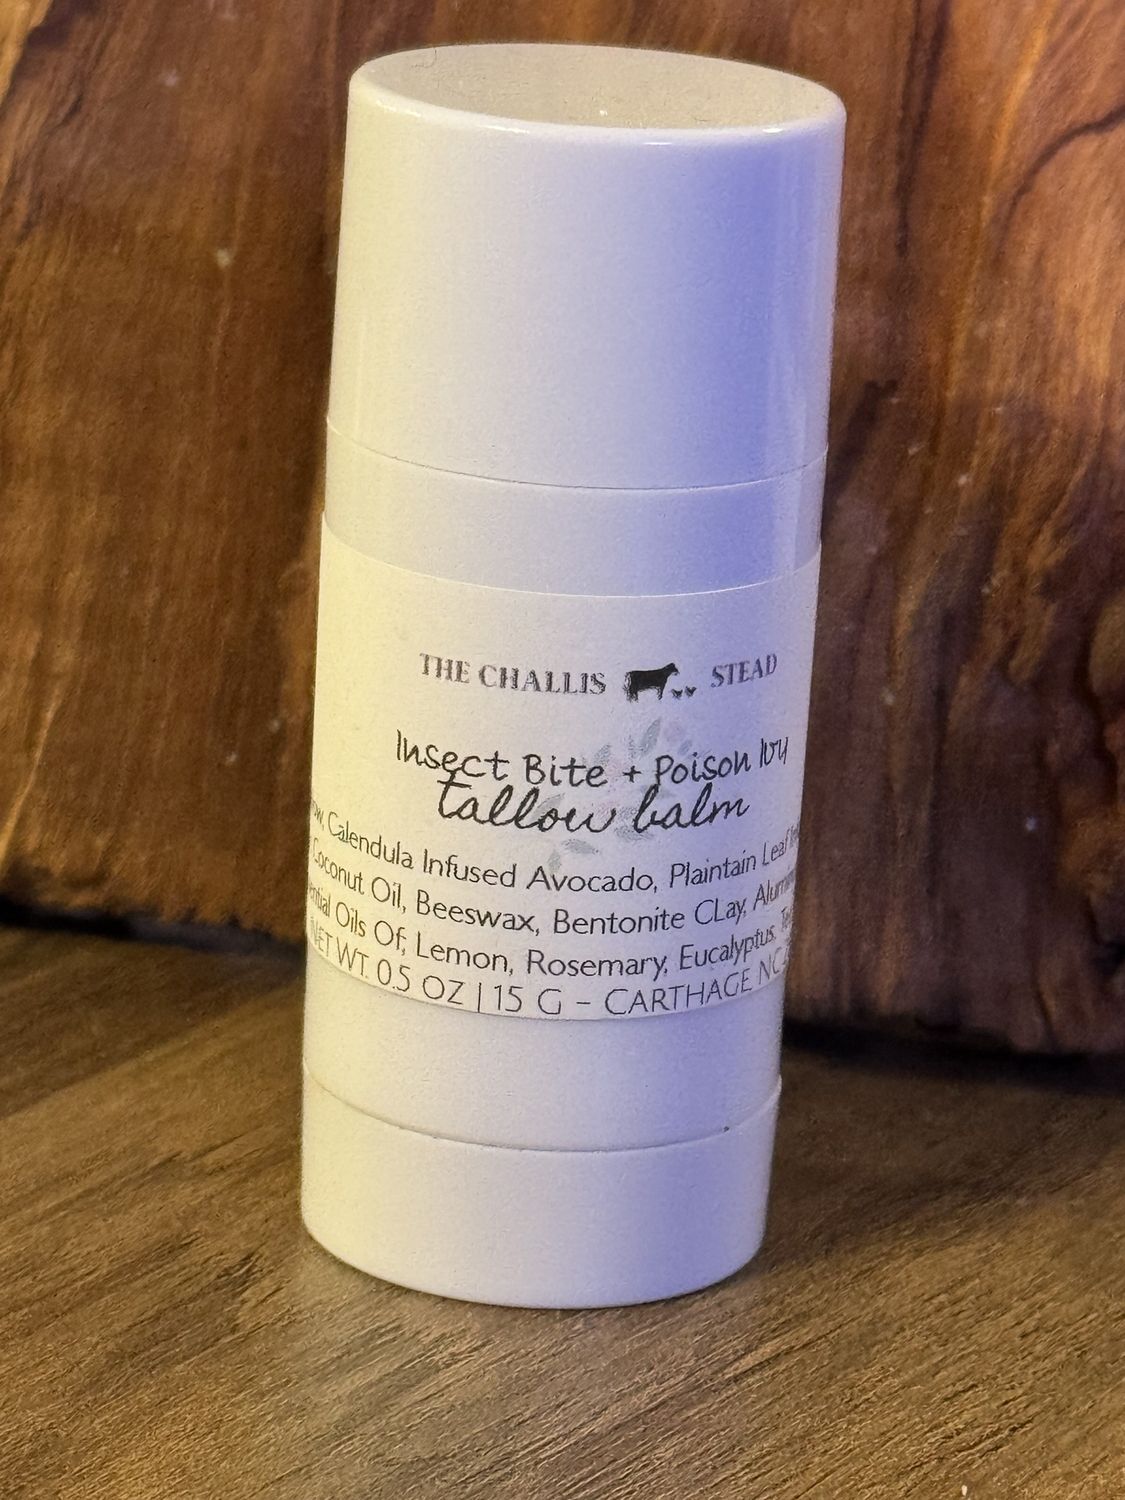 THE CHALLIS STEAD
Insect Bite + Poison Ivy
tallow balm
Calendula Infused Avocado, Plaintain Leaf
Coconut Oil, Beeswax, Bentonite CLay,
Oils Of; Lemon, Rosemary, Eucalyptus,
NET WT. 0.5 OZ | 15 G - CARTHAGE NC